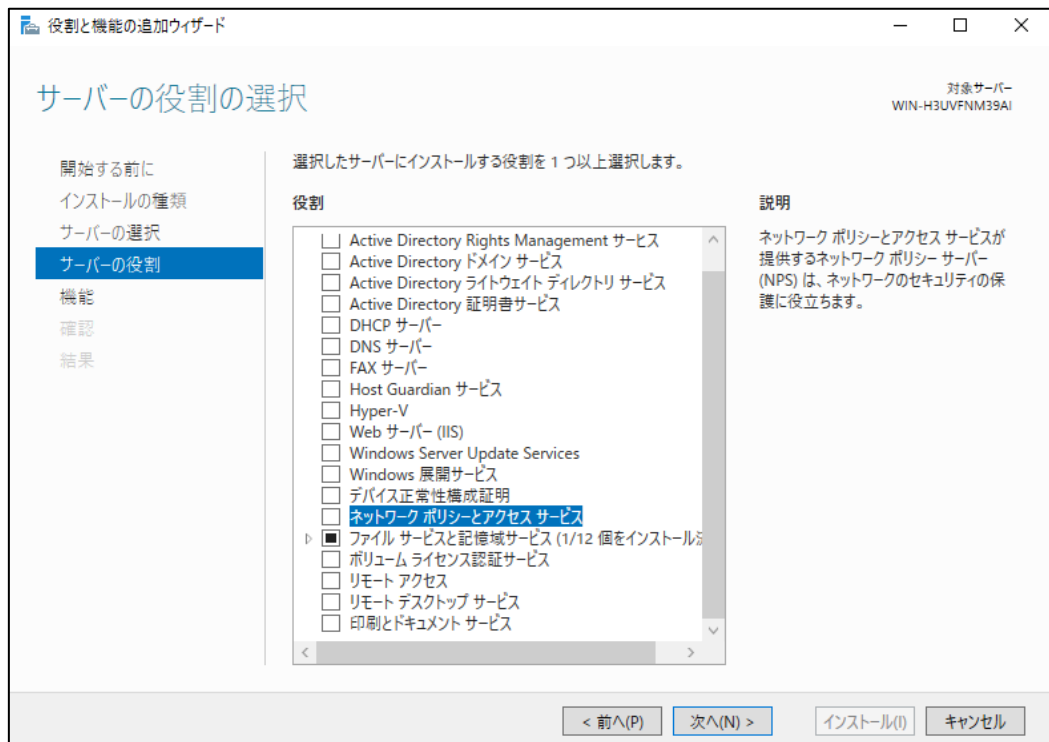 役割と機能の追加ウィザード
サーバーの役割の選択
対象サーバー
WIN-H3UVFNM39AI
開始する前に
インストールの種類
サーバーの選択
サーバーの役割
機能
確認
結果
選択したサーバーにインストールする役割を 1 つ以上選択します。
役割
Active Directory Rights Management サービス
Active Directory ドメイン サービス
Active Directory ライトウェイト ディレクトリ サービス
Active Directory 証明書サービス
DHCP サーバー
DNS サーバー
FAX サーバー
Host Guardian サービス
Hyper-V
Web サーバー (IIS)
Windows Server Update Services
Windows 展開サービス
デバイス正常性構成証明
ネットワーク ポリシーとアクセス サービス
ファイル サービスと記憶域サービス (1/12 個をインストール済
ボリューム ライセンス認証サービス
リモート アクセス
リモート デスクトップ サービス
印刷とドキュメント サービス
説明
ネットワーク ポリシーとアクセス サービスが
提供するネットワーク ポリシー サーバー
(NPS) は、ネットワークのセキュリティの保
護に役立ちます。
< 前へ(P)
次へ(N) >
インストール(I)
キャンセル